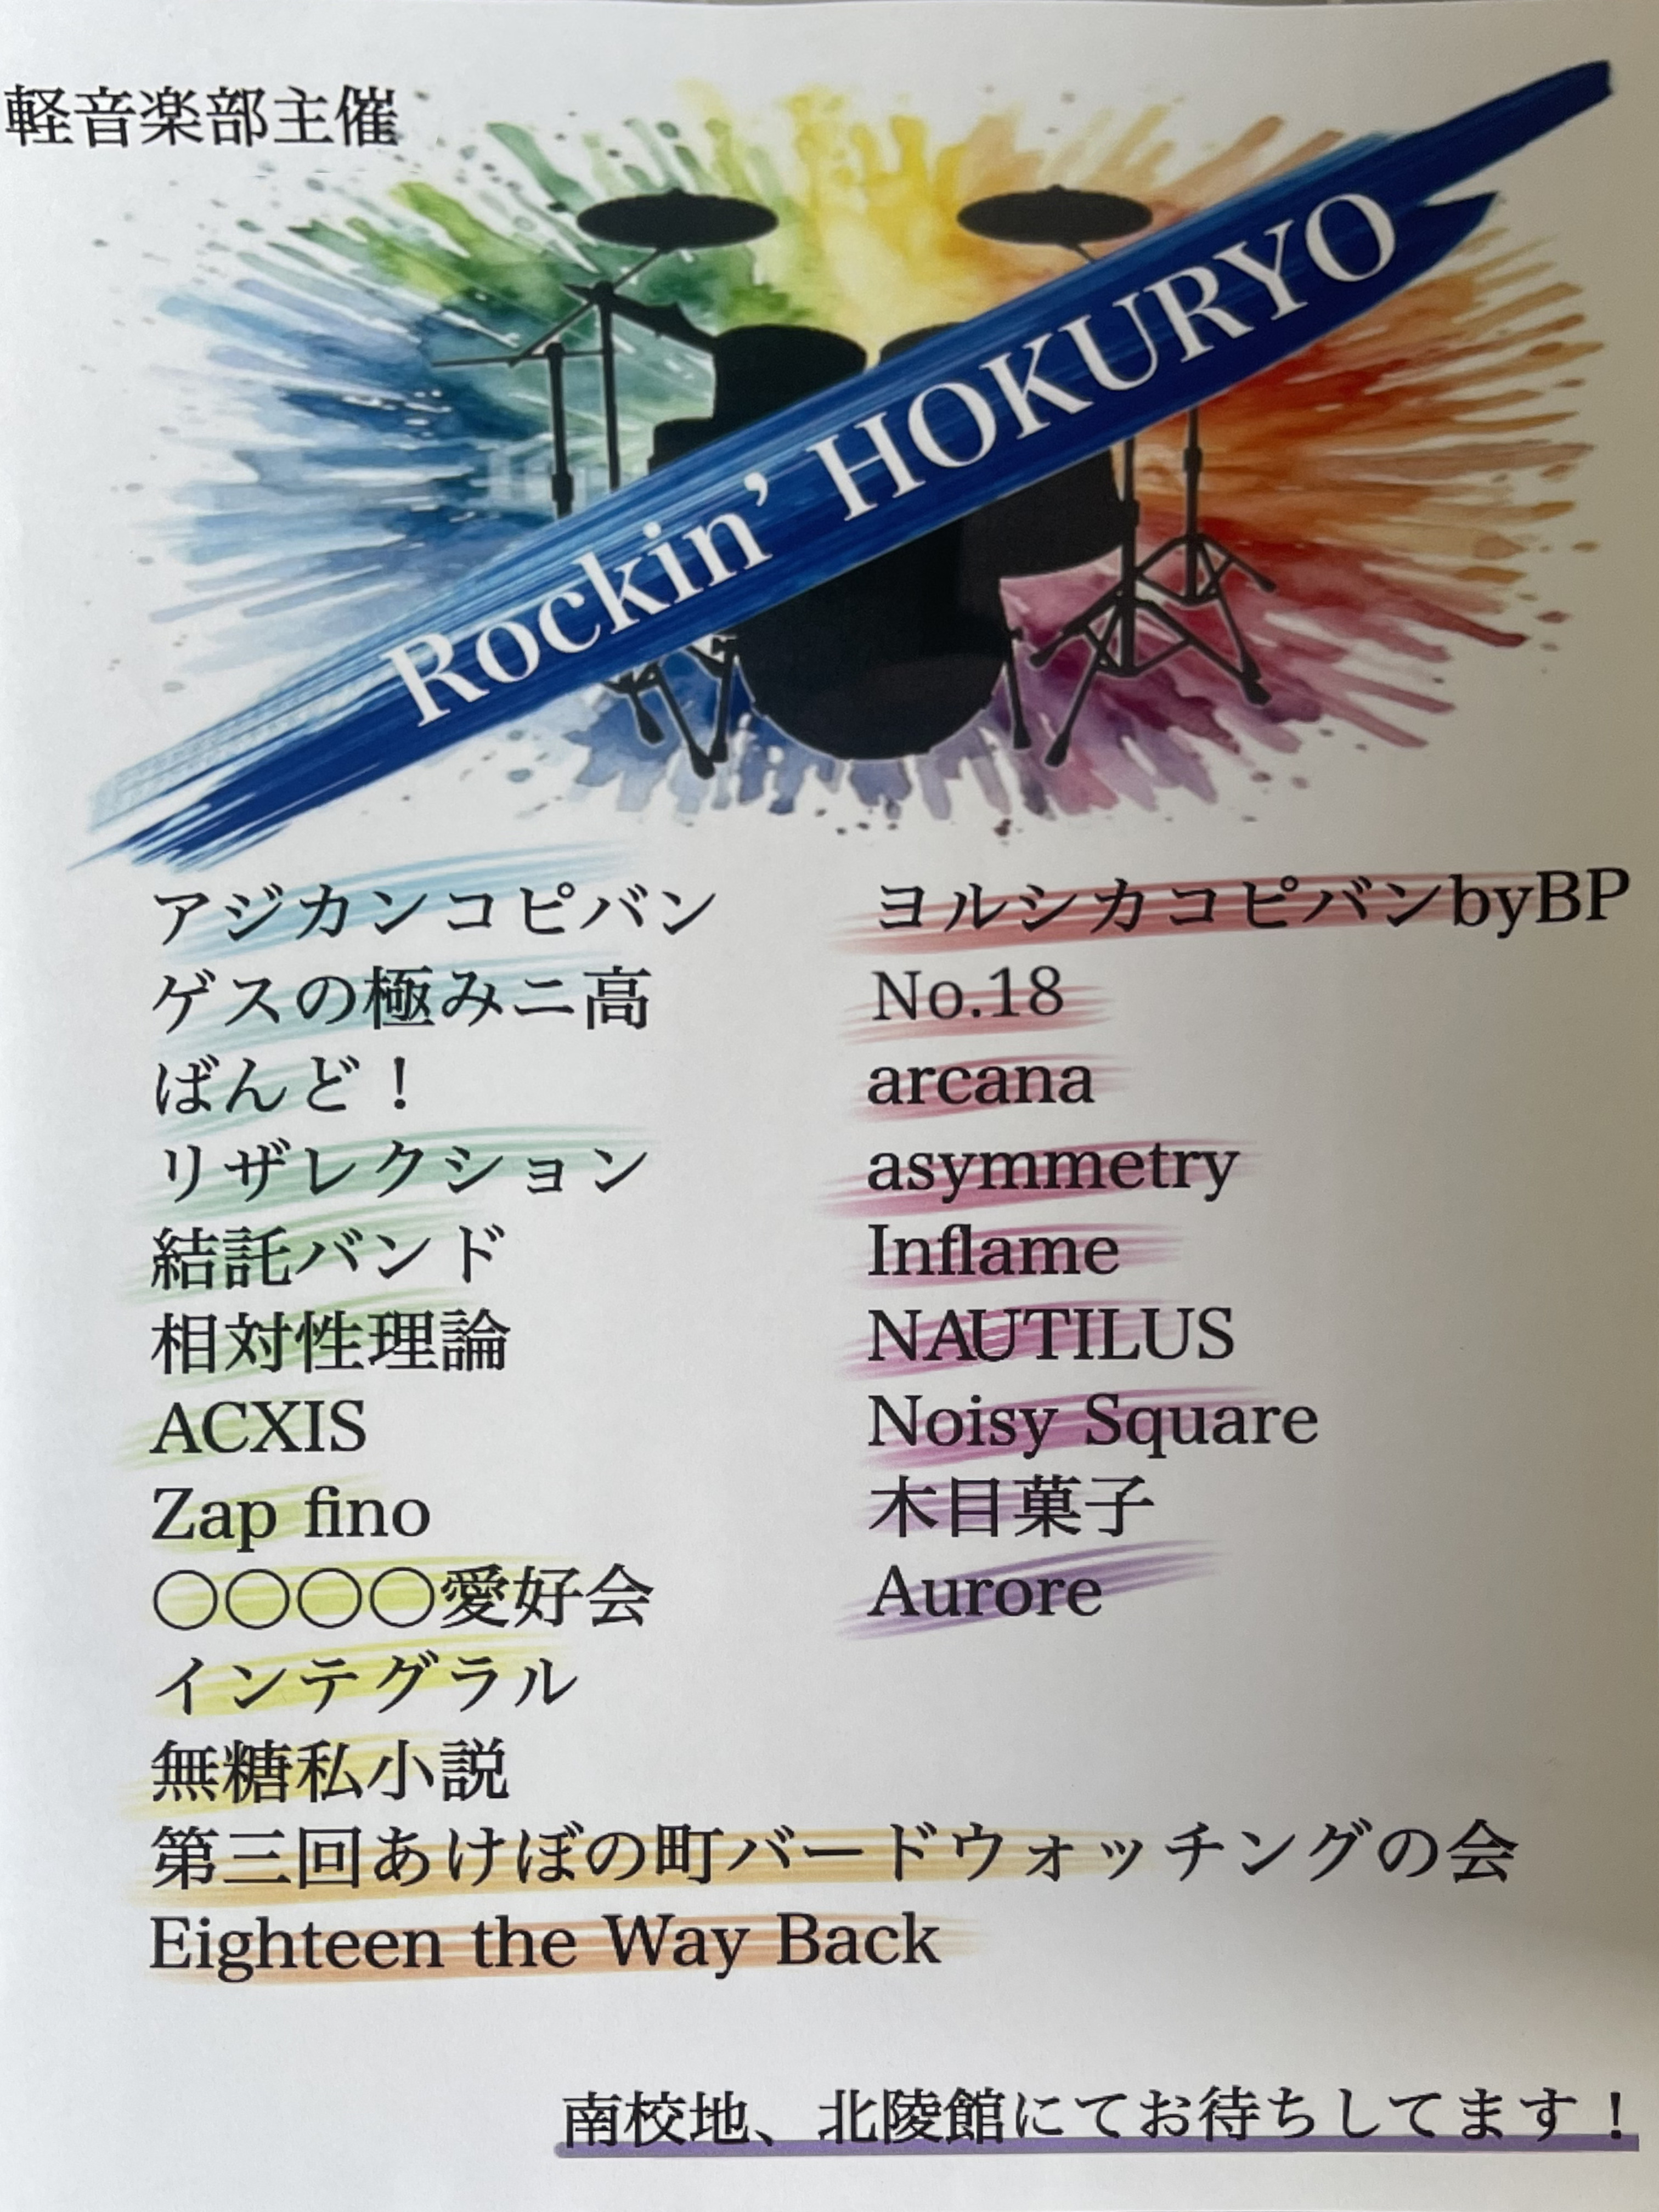 軽音楽部主催
Rockin’ HOKURYO
アジカンコピバン
ゲスの極みニ高
ばんど！
リザレクション
結託バンド
相対性理論
ACXIS
Zap fino
〇〇〇〇愛好会
インテグラル
無糖私小説
第三回あけぼの町バードウォッチングの会
Eighteen the Way Back
ヨルシカコピバンbyBP
No.18
arcana
asymmetry
Inflame
NAUTILUS
Noisy Square
木目菓子
Aurore
南校地、北陵館にてお待ちしてます！